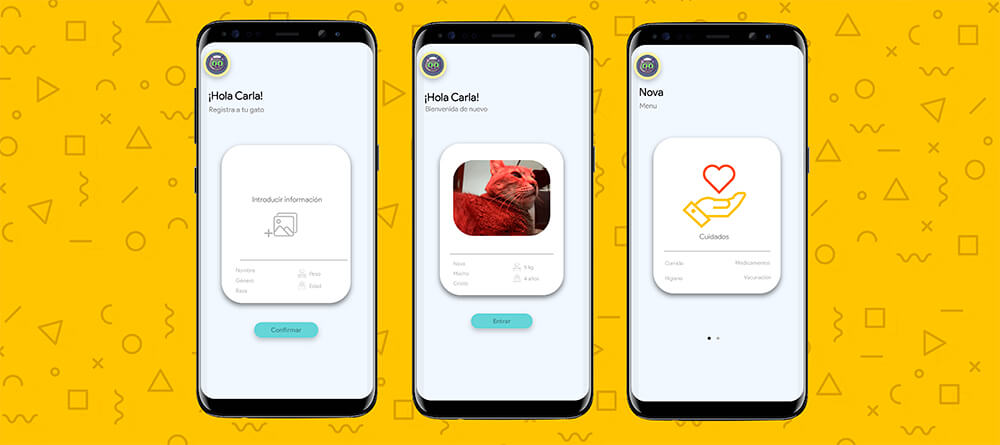 ¡Hola Carla!
Registra a tu gato
Introducir información
Nombre
Género
Raza
Peso
Edad
Confirmar
¡Hola Carla!
Bienvenida de nuevo
Nova
Macho
Criollo
5 kg
4 años
Entrar
Nova
Menu
Cuidados
Comida
Medicamentos
Higiene
Vacunación